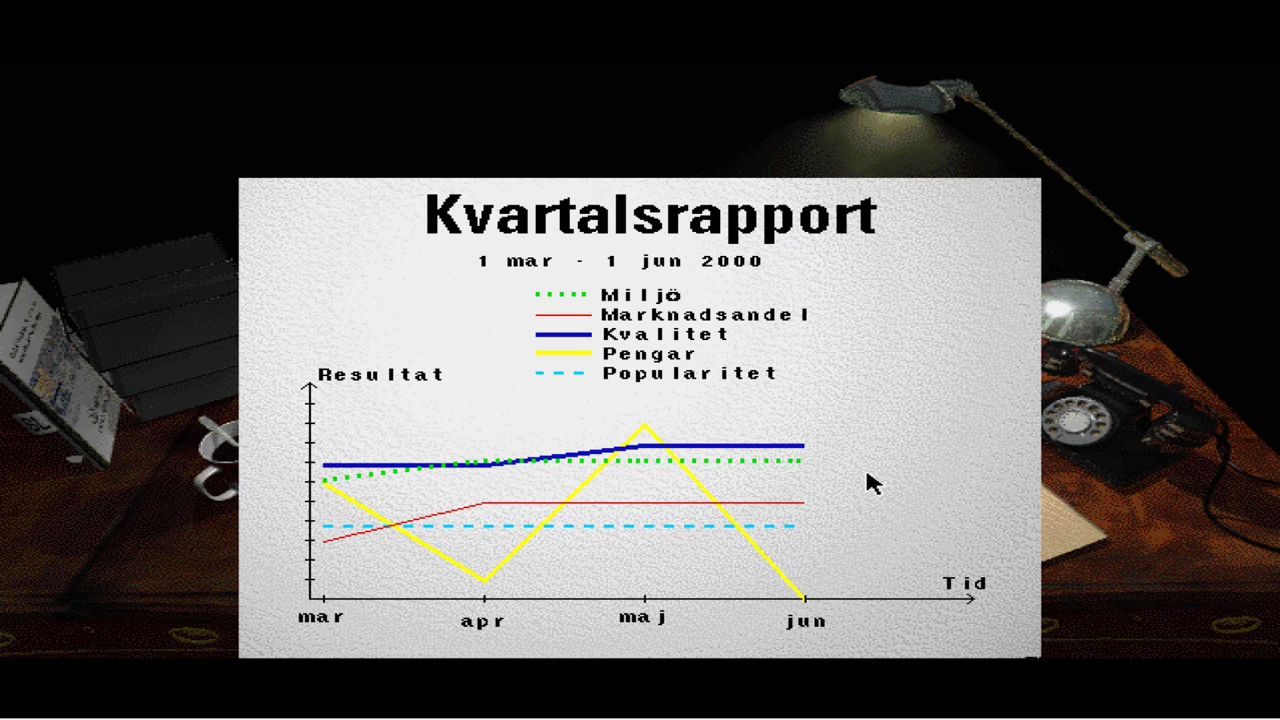 Kvartalsrapport
1 mar - 1 jun 2000
Miljö
Marknadsandel
Kvalitet
Pengar
Popularitet
Resultat
Tid
mar apr maj jun